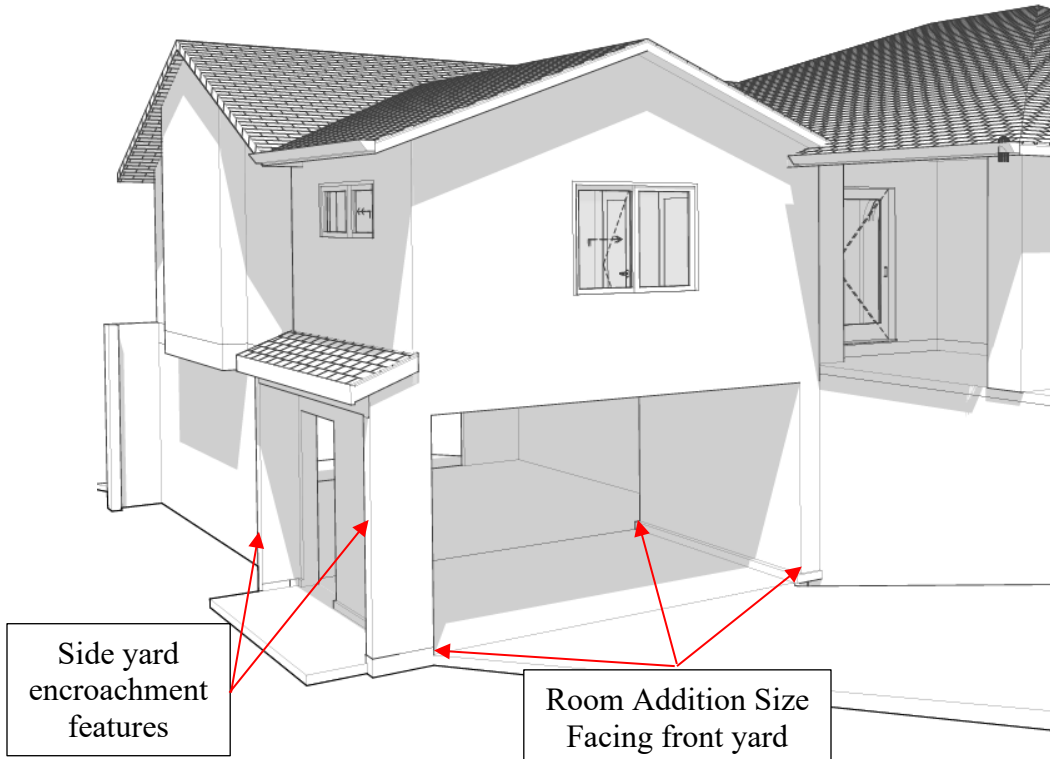 Side yard
encroachment
features
Room Addition Size
Facing front yard